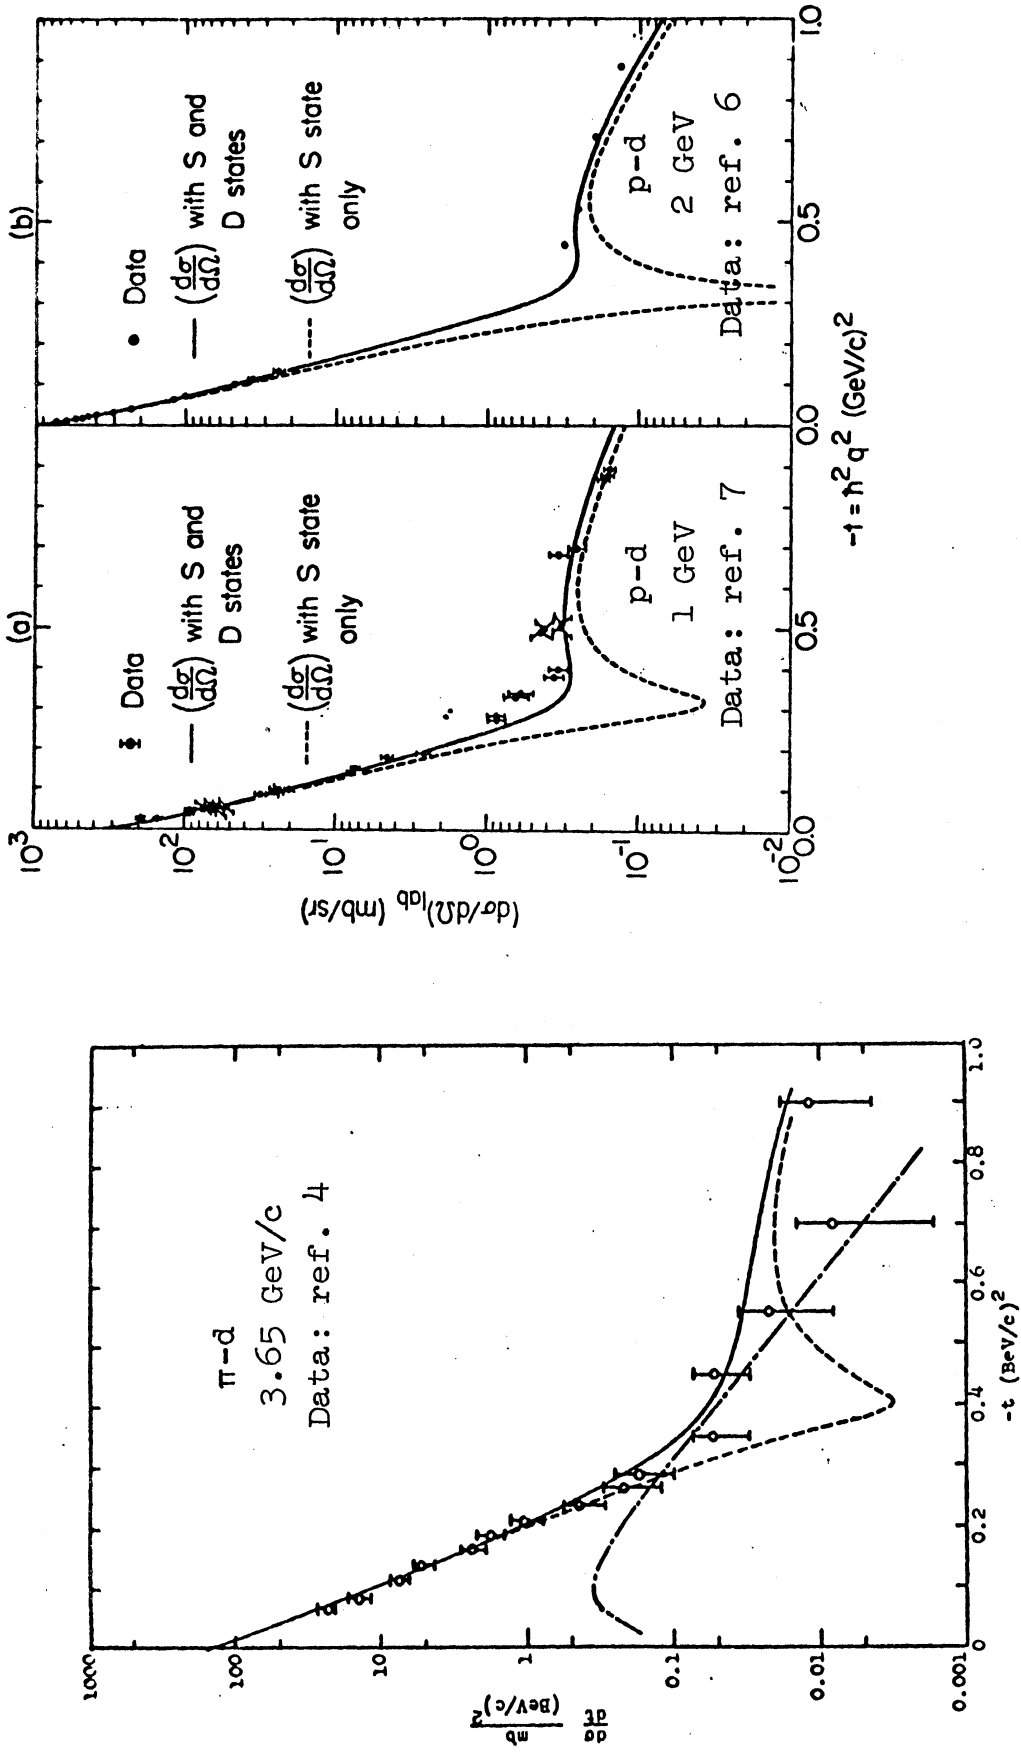 π-d
3.65 GeV/c
Data: ref. 4
1000
100
10
1
0.1
0.01
0.001
0
0.2
0.4
0.6
0.8
1.0
dσ/dt mb/(BeV/c)²
-t (BeV/c)²
(a)
Data
(dσ/dΩ) with S and
D states
(dσ/dΩ) with S state
only
p-d
1 GeV
Data: ref. 7
(b)
Data
(dσ/dΩ) with S and
D states
(dσ/dΩ) with S state
only
p-d
2 GeV
Data: ref. 6
10³
10²
10¹
10⁰
10⁻¹
10⁻²
(dσ/dΩ)lab (mb/sr)
0.0
0.5
0.0
0.5
1.0
-t = ħ²q² (GeV/c)²